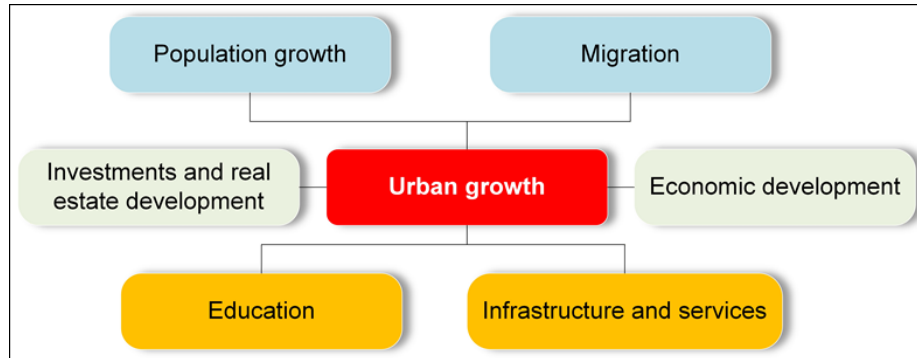 Population growth
Migration
Investments and real
estate development
Urban growth
Economic development
Education
Infrastructure and services